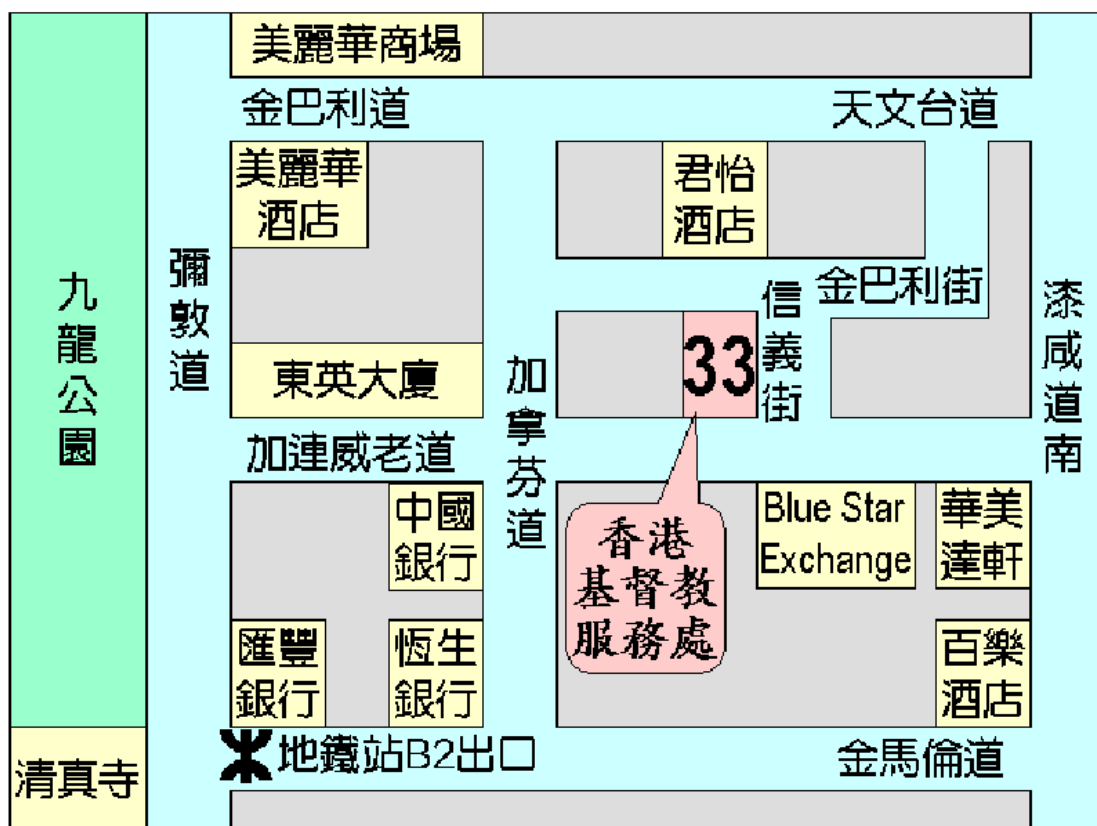 美麗華商場
金巴利道
天文台道
美麗華
酒店
君怡
酒店
九龍公園
彌敦道
信義街
金巴利街
漆咸道南
33
東英大廈
加拿芬道
加連威老道
中國
銀行
香港
基督教
服務處
Blue Star
Exchange
華美
達軒
匯豐
銀行
恆生
銀行
百樂
酒店
地鐵站B2出口
金馬倫道
清真寺